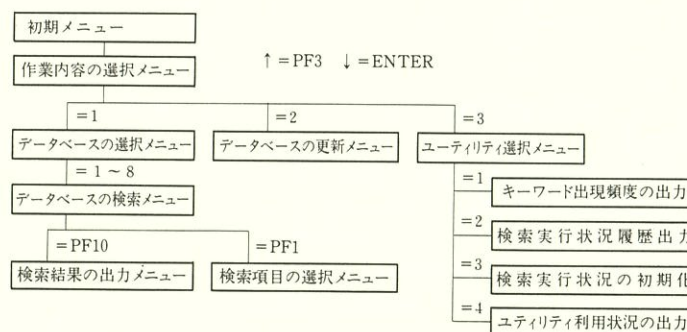 初期メニュー
作業内容の選択メニュー
↑=PF3 ↓=ENTER
=1
=2
=3
データベースの選択メニュー
データベースの更新メニュー
ユーティリティ選択メニュー
=1～8
データベースの検索メニュー
=1
キーワード出現頻度の出力
=2
検索実行状況履歴出力
=PF10
=PF1
検索結果の出力メニュー
検索項目の選択メニュー
=3
検索実行状況の初期化
=4
ユティリティ利用状況の出力